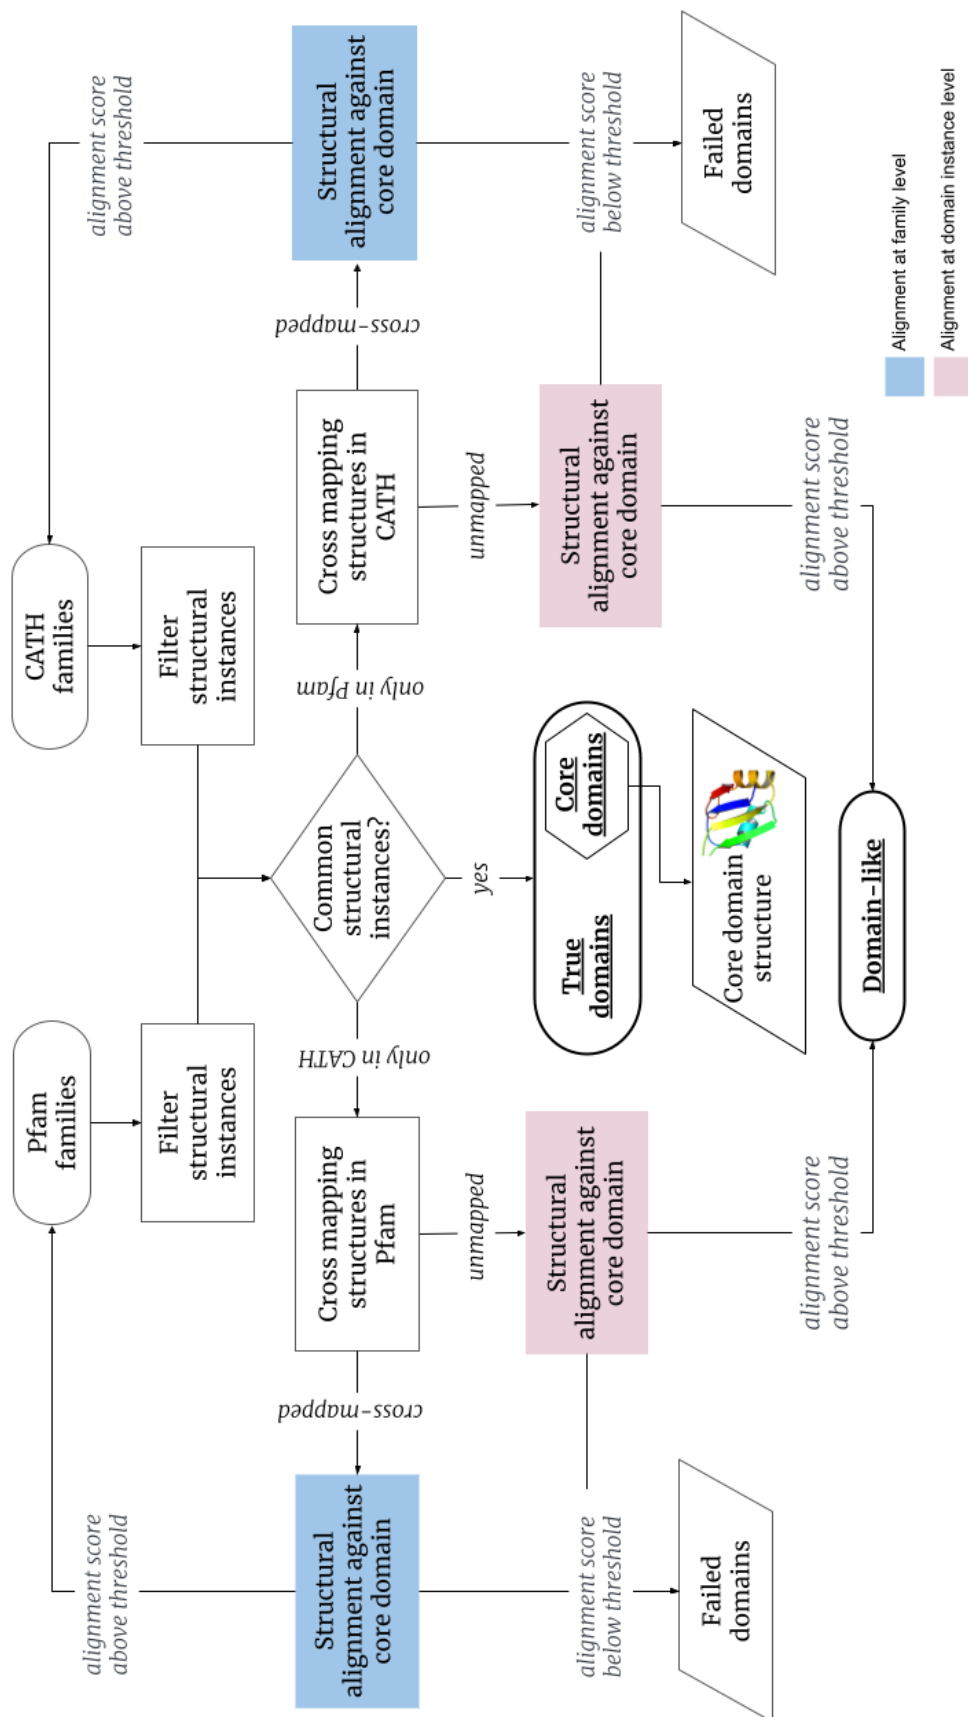 Pfam
families
CATH
families
alignment score
above threshold
Filter
structural
instances
Filter
structural
instances
alignment score
above threshold
Structural
alignment against
core domain
cross-mapped
Cross mapping
structures in
Pfam
only in CATH
Common
structural
instances?
only in Pfam
Cross mapping
structures in
CATH
cross-mapped
Structural
alignment against
core domain
unmapped
yes
unmapped
alignment score
below threshold
Structural
alignment against
core domain
True
domains
Core
domains
Structural
alignment against
core domain
alignment score
below threshold
Failed
domains
Core domain
structure
Failed
domains
alignment score
above threshold
Domain-like
alignment score
above threshold
Alignment at family level
Alignment at domain instance level